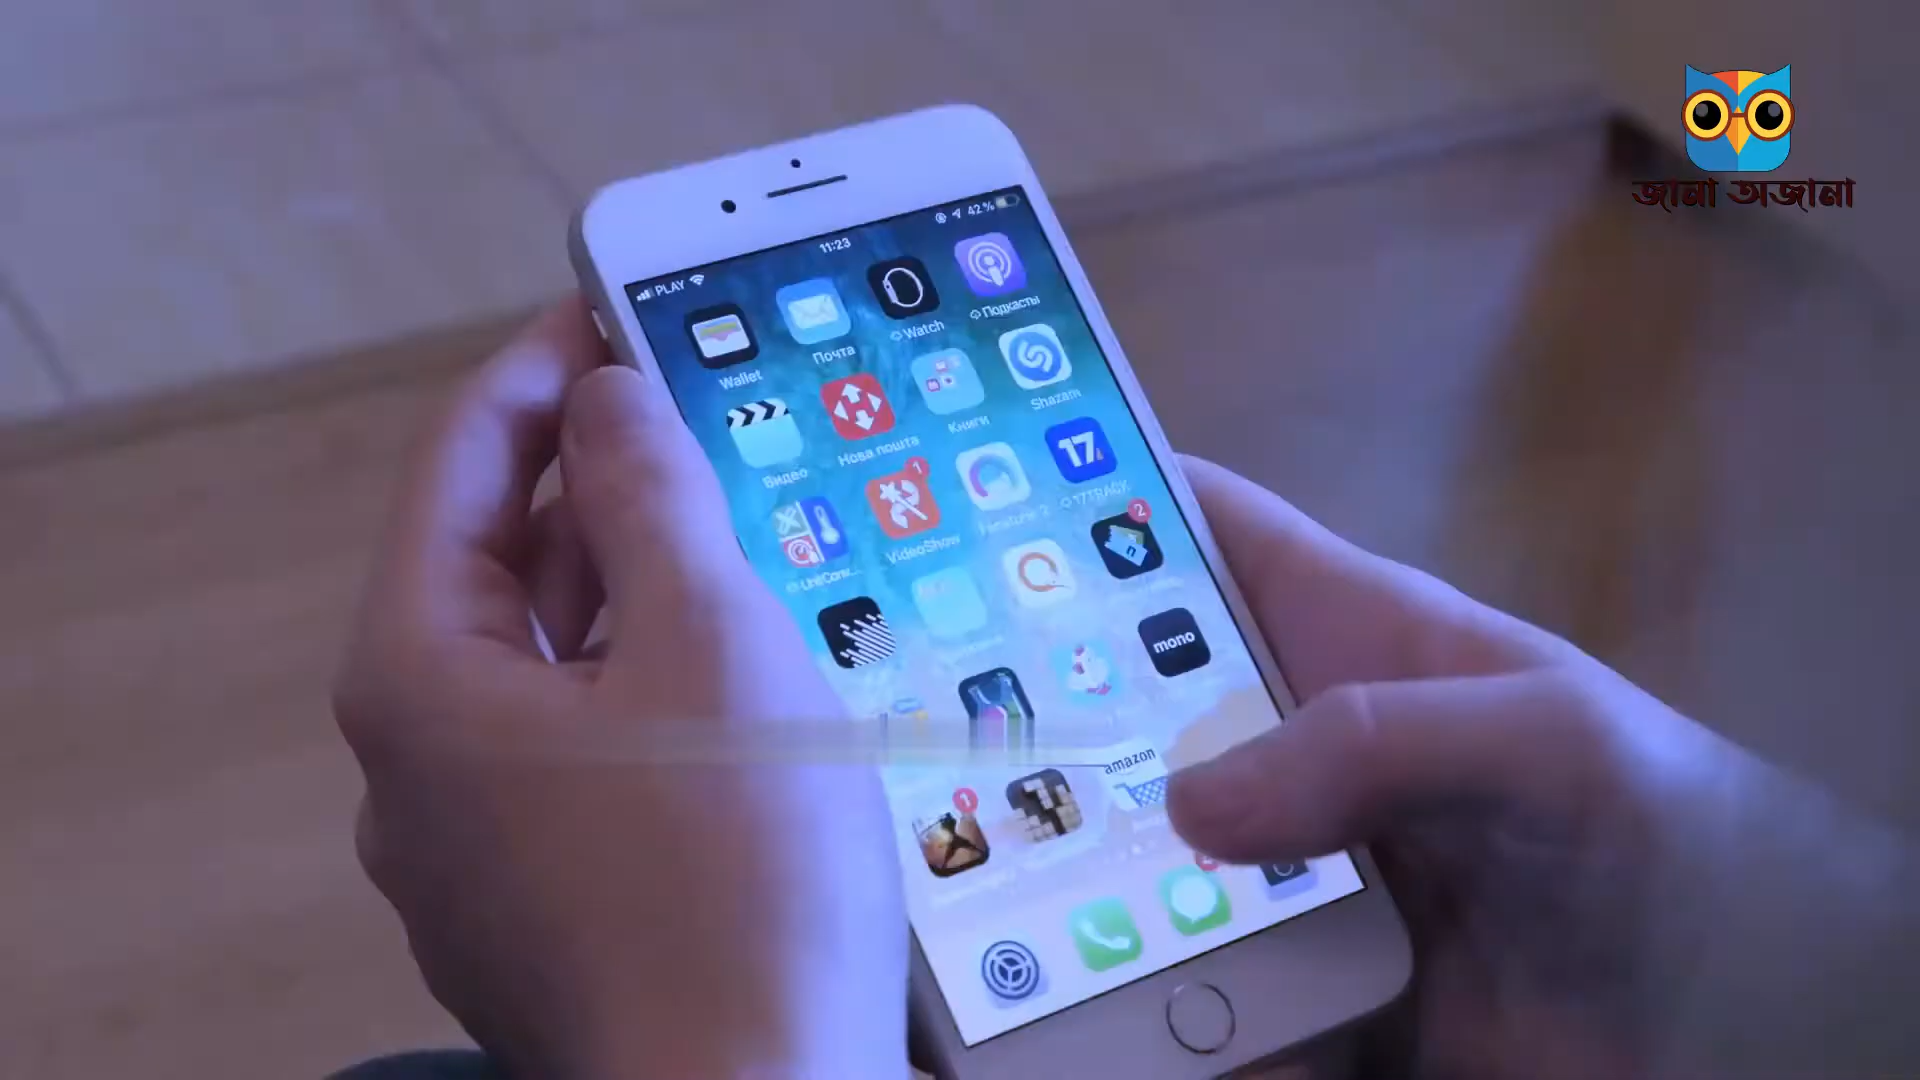 জানা অজানা
PLAY
11:23
42 %
Wallet
Почта
Watch
Подкасты
Видео
Нова пошта
Книги
Shazam
1
VideoShow
17
17TRACK
2
mono
amazon
1